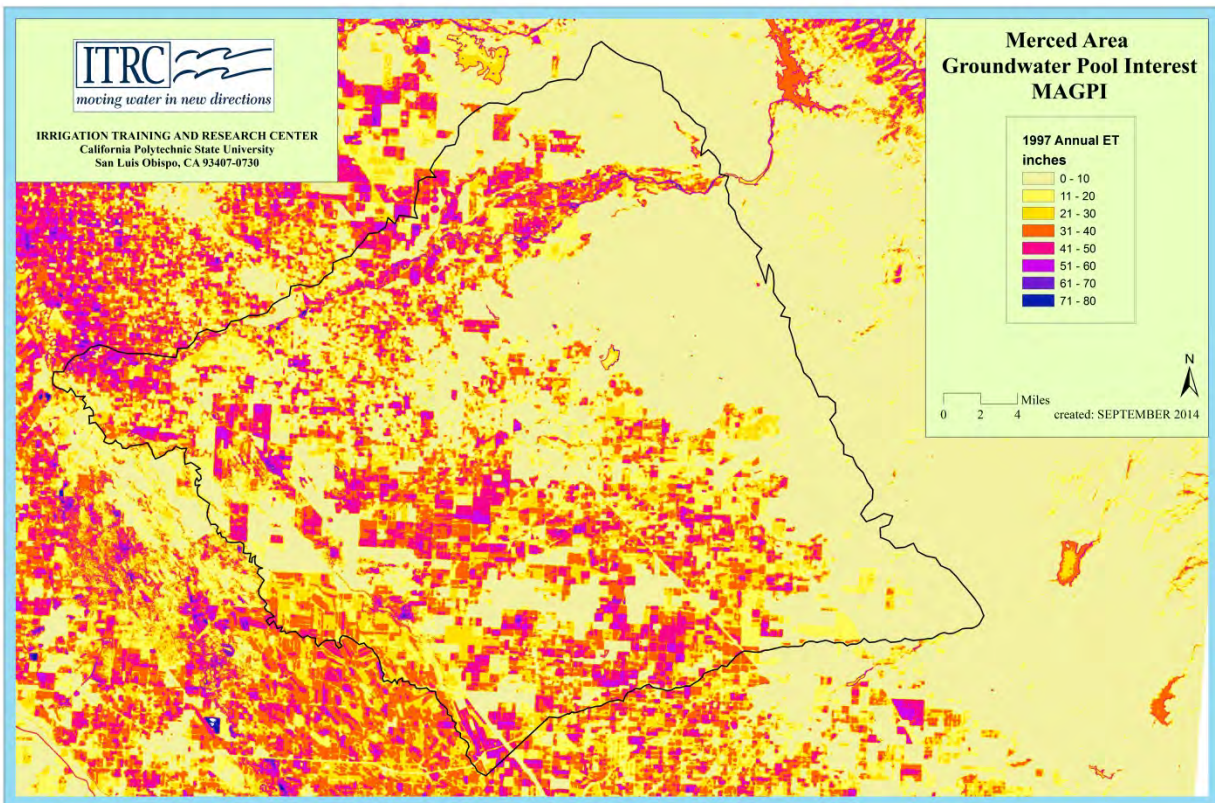 ITRC
moving water in new directions
IRRIGATION TRAINING AND RESEARCH CENTER
California Polytechnic State University
San Luis Obispo, CA 93407-0730
Merced Area
Groundwater Pool Interest
MAGPI
1997 Annual ET
inches
0 - 10
11 - 20
21 - 30
31 - 40
41 - 50
51 - 60
61 - 70
71 - 80
N
Miles
0 2 4
created: SEPTEMBER 2014